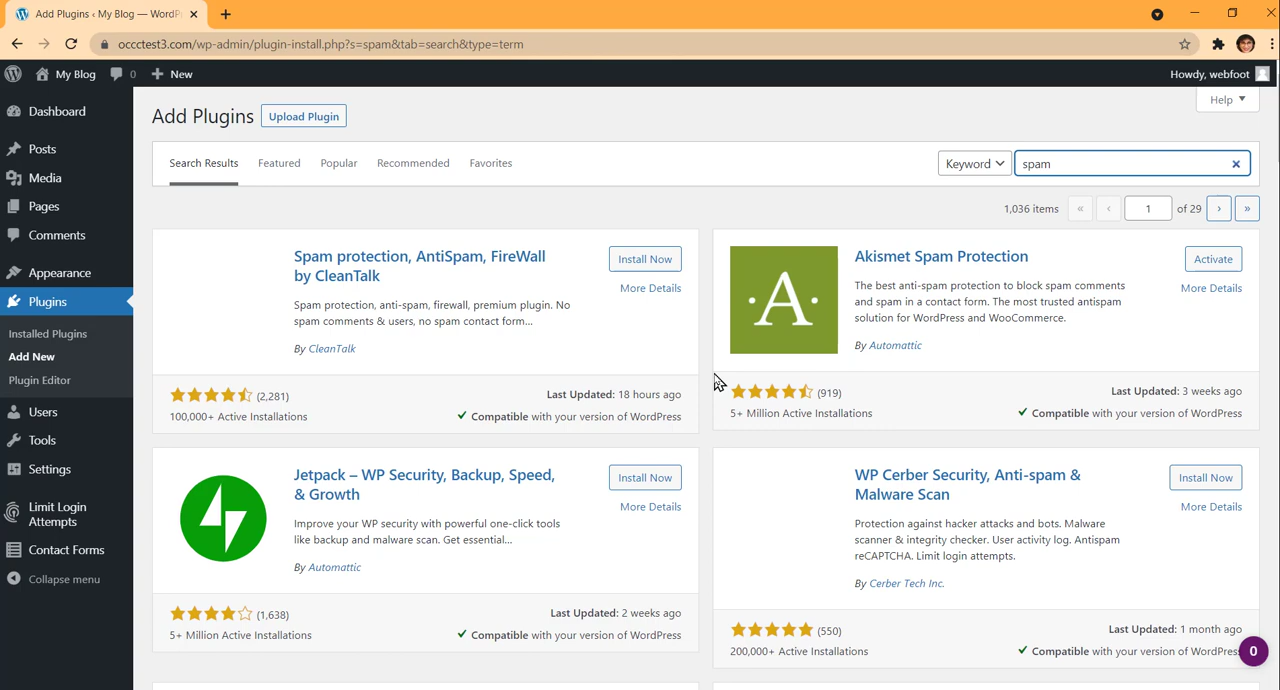 Add Plugins ‹ My Blog — WordPr
occctest3.com/wp-admin/plugin-install.php?s=spam&tab=search&type=term
My Blog
0
New
Howdy, webfoot
Dashboard
Posts
Media
Pages
Comments
Appearance
Plugins
Installed Plugins
Add New
Plugin Editor
Users
Tools
Settings
Limit Login
Attempts
Contact Forms
Collapse menu
Help
Add Plugins
Upload Plugin
Search Results
Featured
Popular
Recommended
Favorites
Keyword
spam
1,036 items
«
‹
1
of 29
›
»
Spam protection, AntiSpam, FireWall
by CleanTalk
Install Now
More Details
Spam protection, anti-spam, firewall, premium plugin. No
spam comments & users, no spam contact form...
By CleanTalk
(2,281)
Last Updated: 18 hours ago
100,000+ Active Installations
Compatible with your version of WordPress
·A·
Akismet Spam Protection
Activate
More Details
The best anti-spam protection to block spam comments
and spam in a contact form. The most trusted antispam
solution for WordPress and WooCommerce.
By Automattic
(919)
Last Updated: 3 weeks ago
5+ Million Active Installations
Compatible with your version of WordPress
Jetpack – WP Security, Backup, Speed,
& Growth
Install Now
More Details
Improve your WP security with powerful one-click tools
like backup and malware scan. Get essential...
By Automattic
(1,638)
Last Updated: 2 weeks ago
5+ Million Active Installations
Compatible with your version of WordPress
WP Cerber Security, Anti-spam &
Malware Scan
Install Now
More Details
Protection against hacker attacks and bots. Malware
scanner & integrity checker. User activity log. Antispam
reCAPTCHA. Limit login attempts.
By Cerber Tech Inc.
(550)
Last Updated: 1 month ago
200,000+ Active Installations
Compatible with your version of WordPress
0